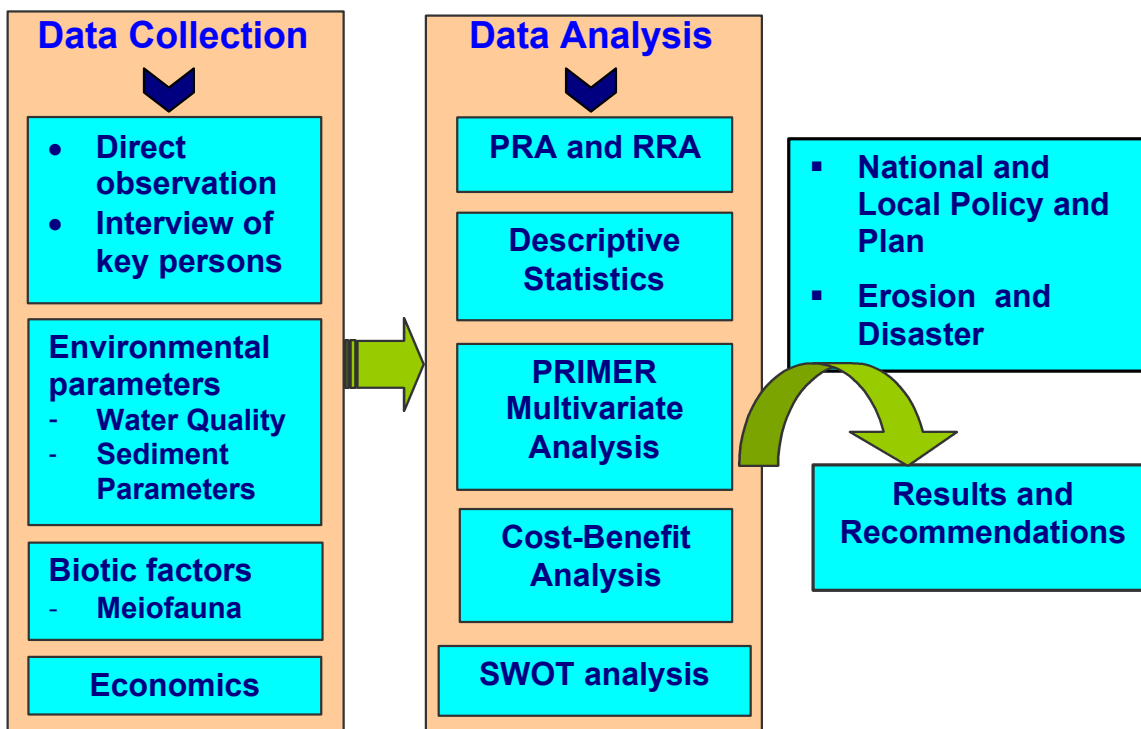 Data Collection
• Direct
observation
• Interview of
key persons
Environmental
parameters
- Water Quality
- Sediment
Parameters
Biotic factors
- Meiofauna
Economics
Data Analysis
PRA and RRA
Descriptive
Statistics
PRIMER
Multivariate
Analysis
Cost-Benefit
Analysis
SWOT analysis
▪ National and
Local Policy and
Plan
▪ Erosion and
Disaster
Results and
Recommendations